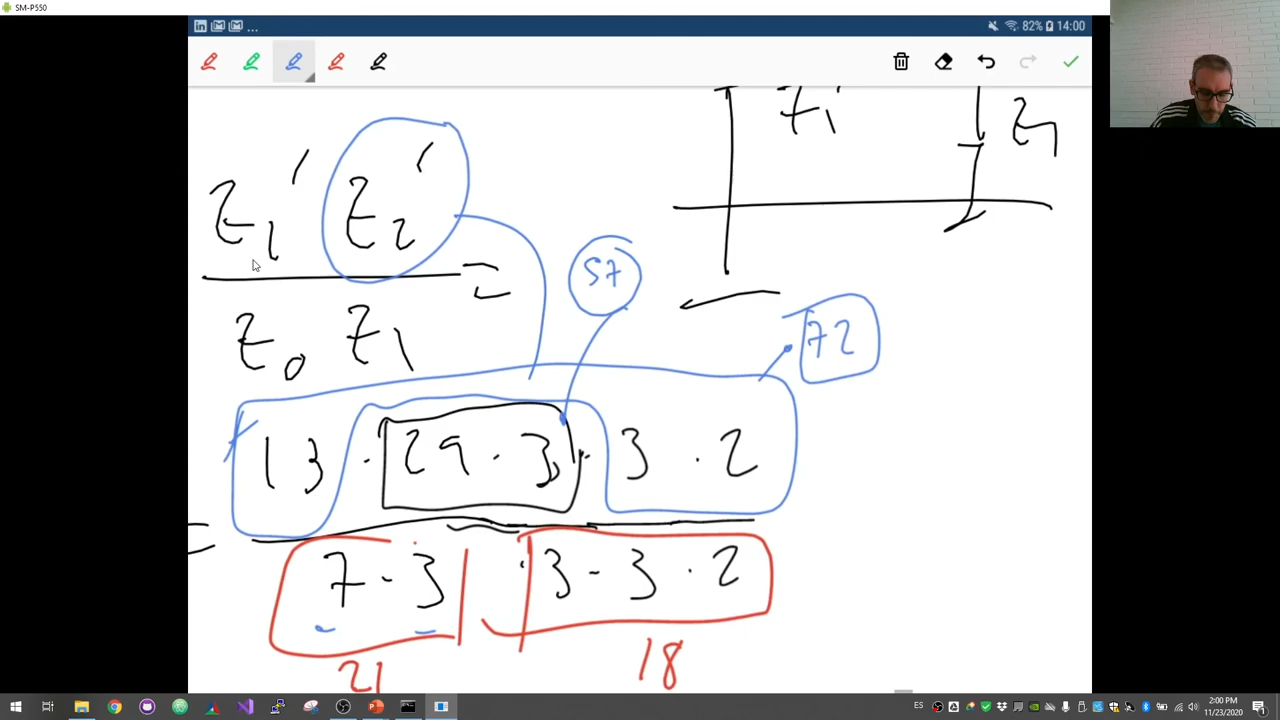 SM-P550
... 82% 14:00
z1' z1
z1' z2' =
z0 z1
57
72
= 13 · 29 · 3 · 3 · 2
7 · 3 · 3 · 3 · 2
21 18
ES 2:00 PM
11/23/2020